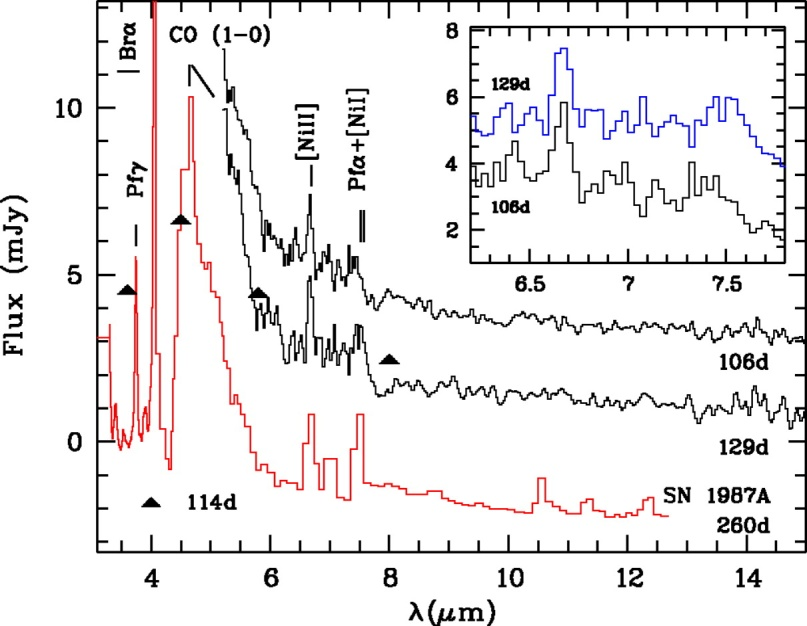 Brα
CO (1-0)
Pfγ
[NiII]
Pfα+[NiI]
Flux (mJy)
10
5
0
8
6
4
2
129d
106d
6.5
7
7.5
106d
129d
SN 1987A
260d
114d
4
6
8
10
12
14
λ(μm)